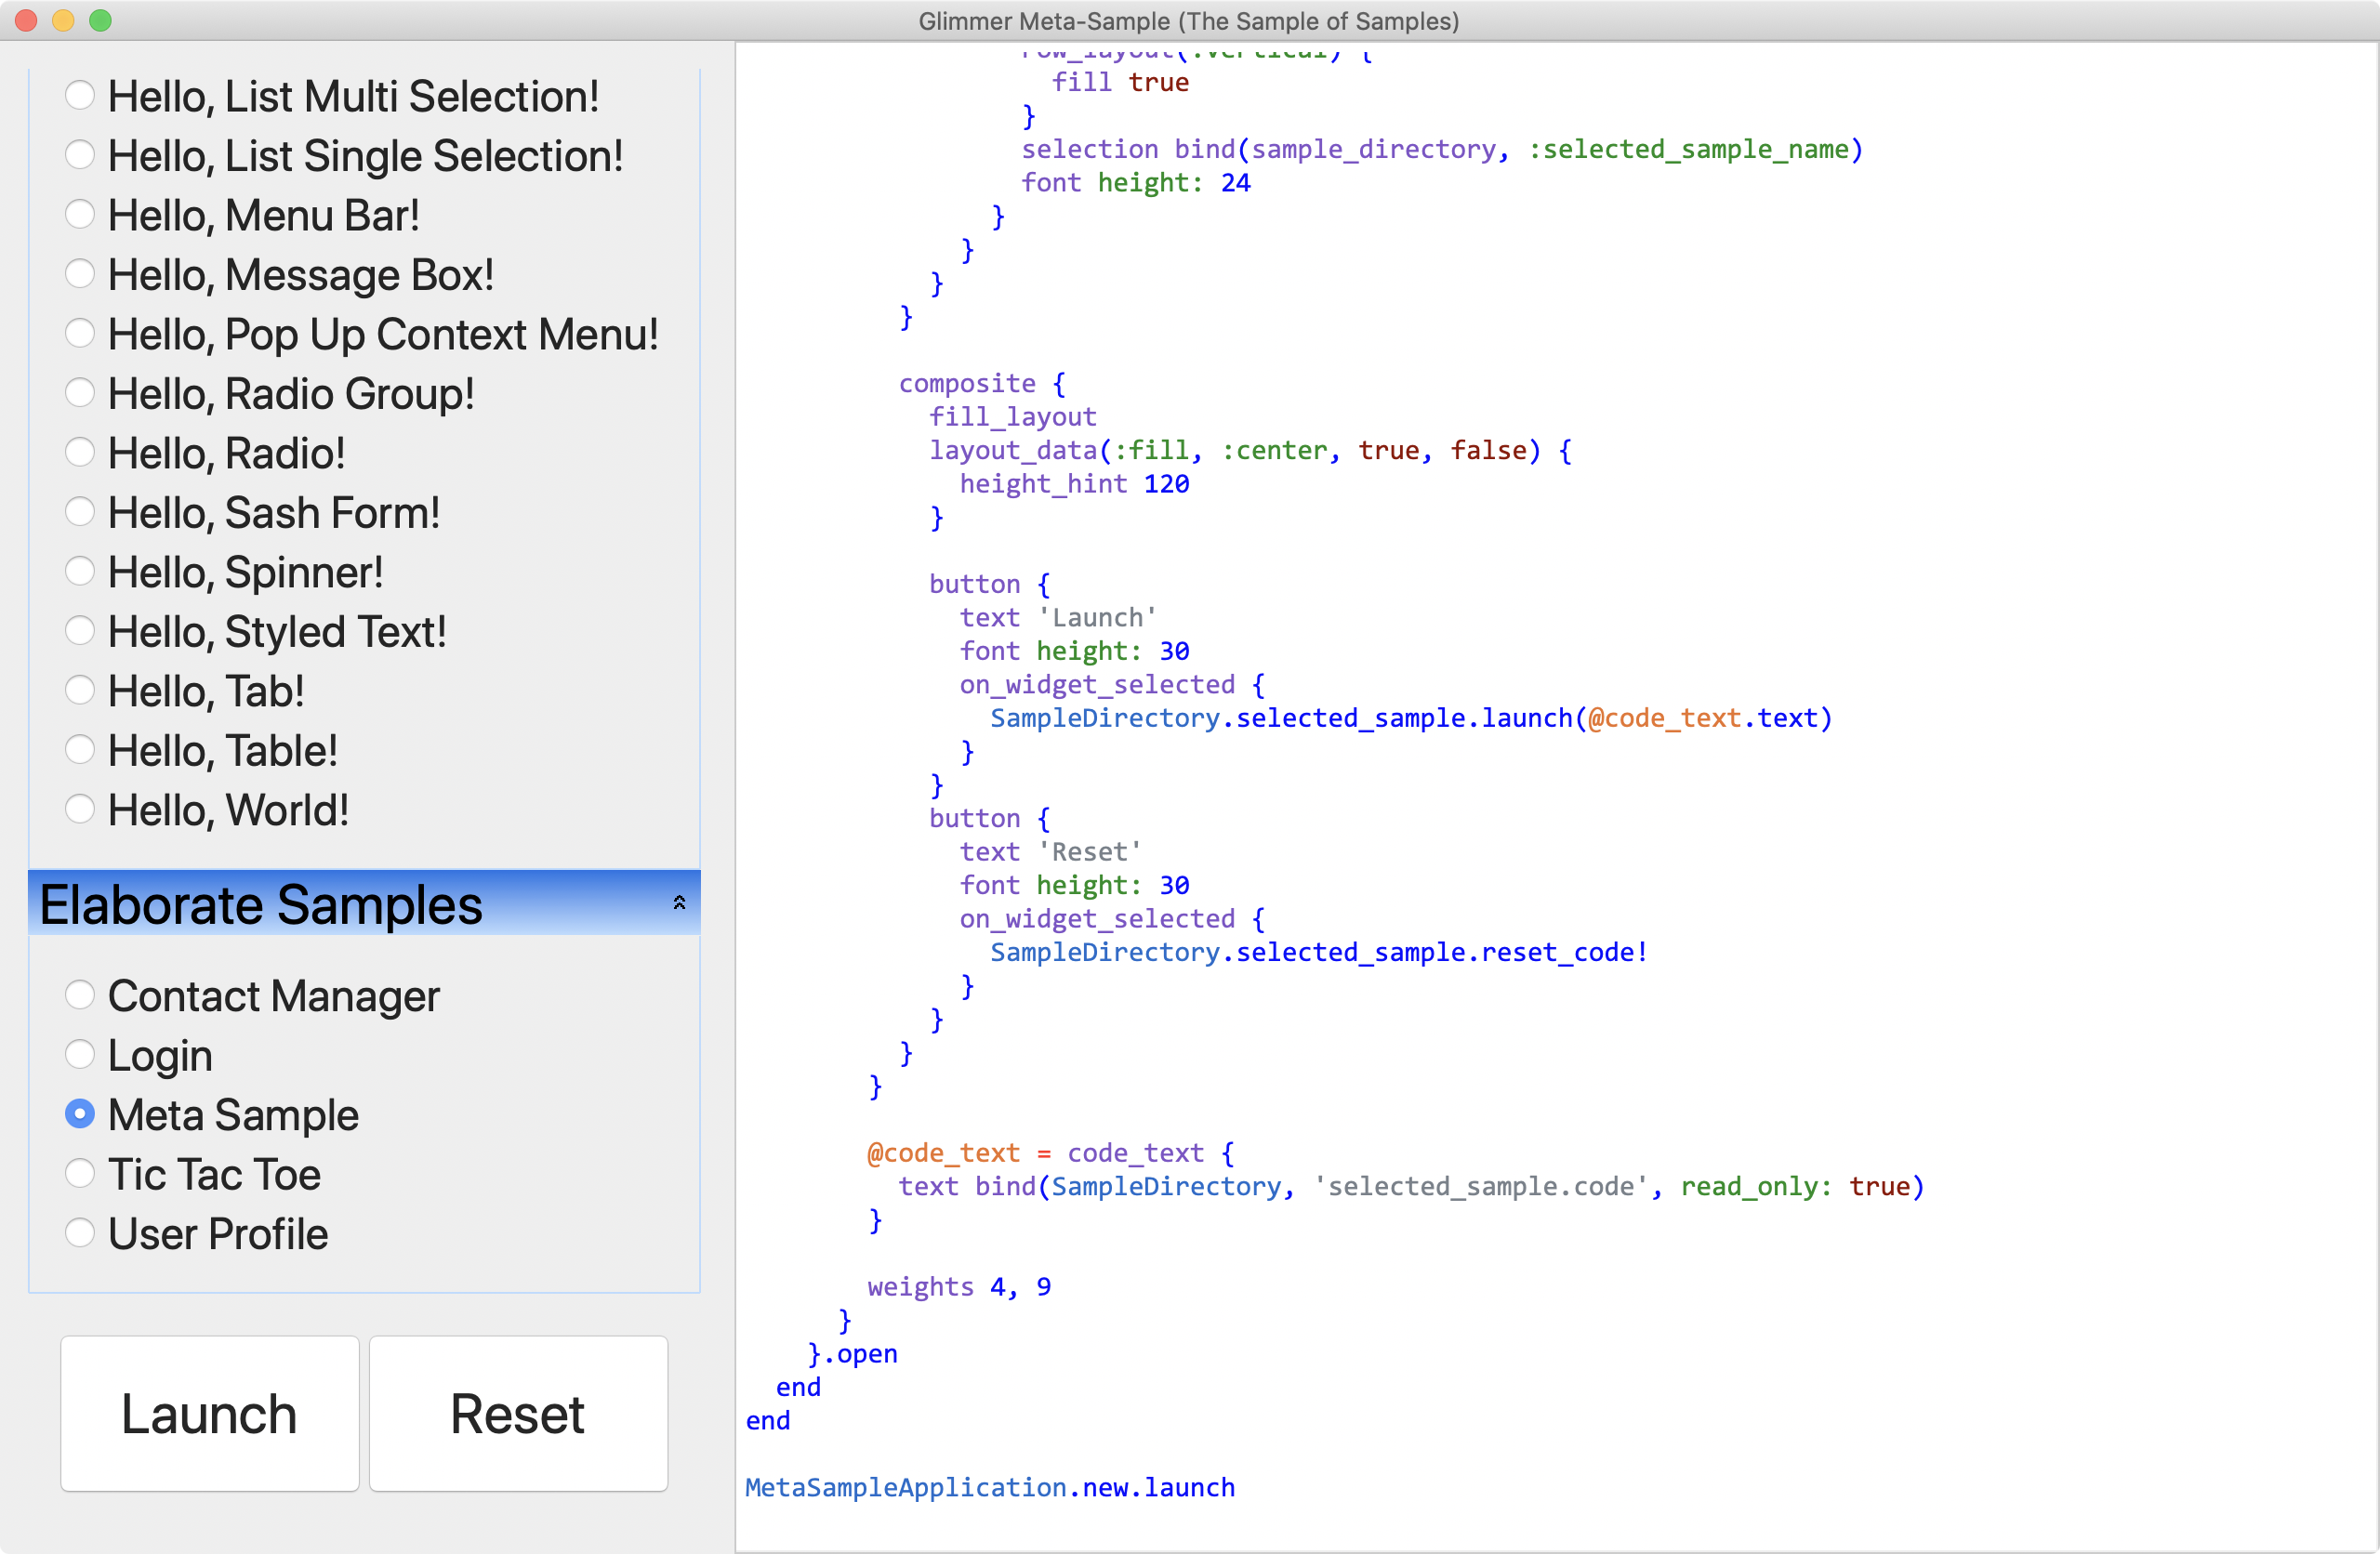 Glimmer Meta-Sample (The Sample of Samples)
Hello, List Multi Selection!
Hello, List Single Selection!
Hello, Menu Bar!
Hello, Message Box!
Hello, Pop Up Context Menu!
Hello, Radio Group!
Hello, Radio!
Hello, Sash Form!
Hello, Spinner!
Hello, Styled Text!
Hello, Tab!
Hello, Table!
Hello, World!
Elaborate Samples
Contact Manager
Login
Meta Sample
Tic Tac Toe
User Profile
Launch Reset
row_layout(:vertical) {
fill true
}
selection bind(sample_directory, :selected_sample_name)
font height: 24
}
}
}
}
composite {
fill_layout
layout_data(:fill, :center, true, false) {
height_hint 120
}
button {
text 'Launch'
font height: 30
on_widget_selected {
SampleDirectory.selected_sample.launch(@code_text.text)
}
}
button {
text 'Reset'
font height: 30
on_widget_selected {
SampleDirectory.selected_sample.reset_code!
}
}
}
}
@code_text = code_text {
text bind(SampleDirectory, 'selected_sample.code', read_only: true)
}
weights 4, 9
}
}.open
end
end
MetaSampleApplication.new.launch